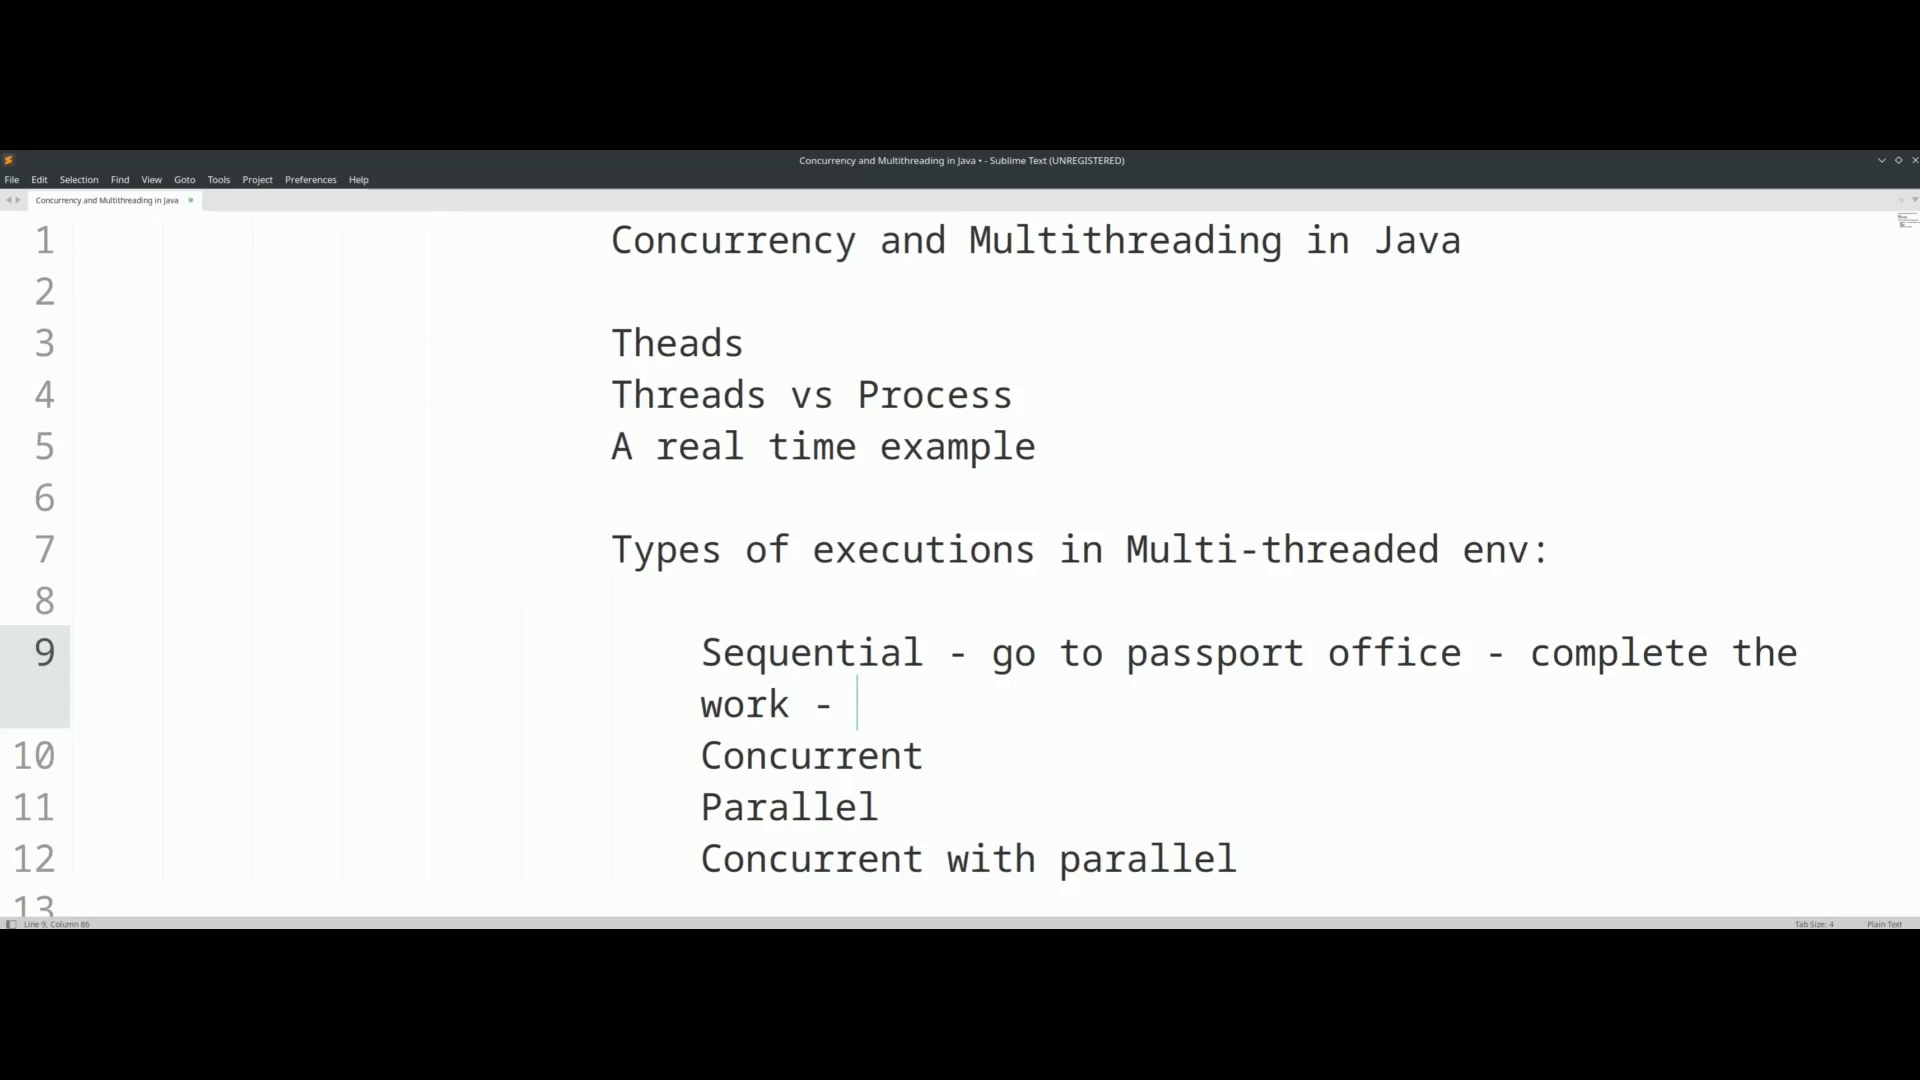 Concurrency and Multithreading in Java • - Sublime Text (UNREGISTERED)
File Edit Selection Find View Goto Tools Project Preferences Help
Concurrency and Multithreading in Java
1 Concurrency and Multithreading in Java
2
3 Theads
4 Threads vs Process
5 A real time example
6
7 Types of executions in Multi-threaded env:
8
9 Sequential - go to passport office - complete the
work -
10 Concurrent
11 Parallel
12 Concurrent with parallel
13
Line 9, Column 86 Tab Size: 4 Plain Text